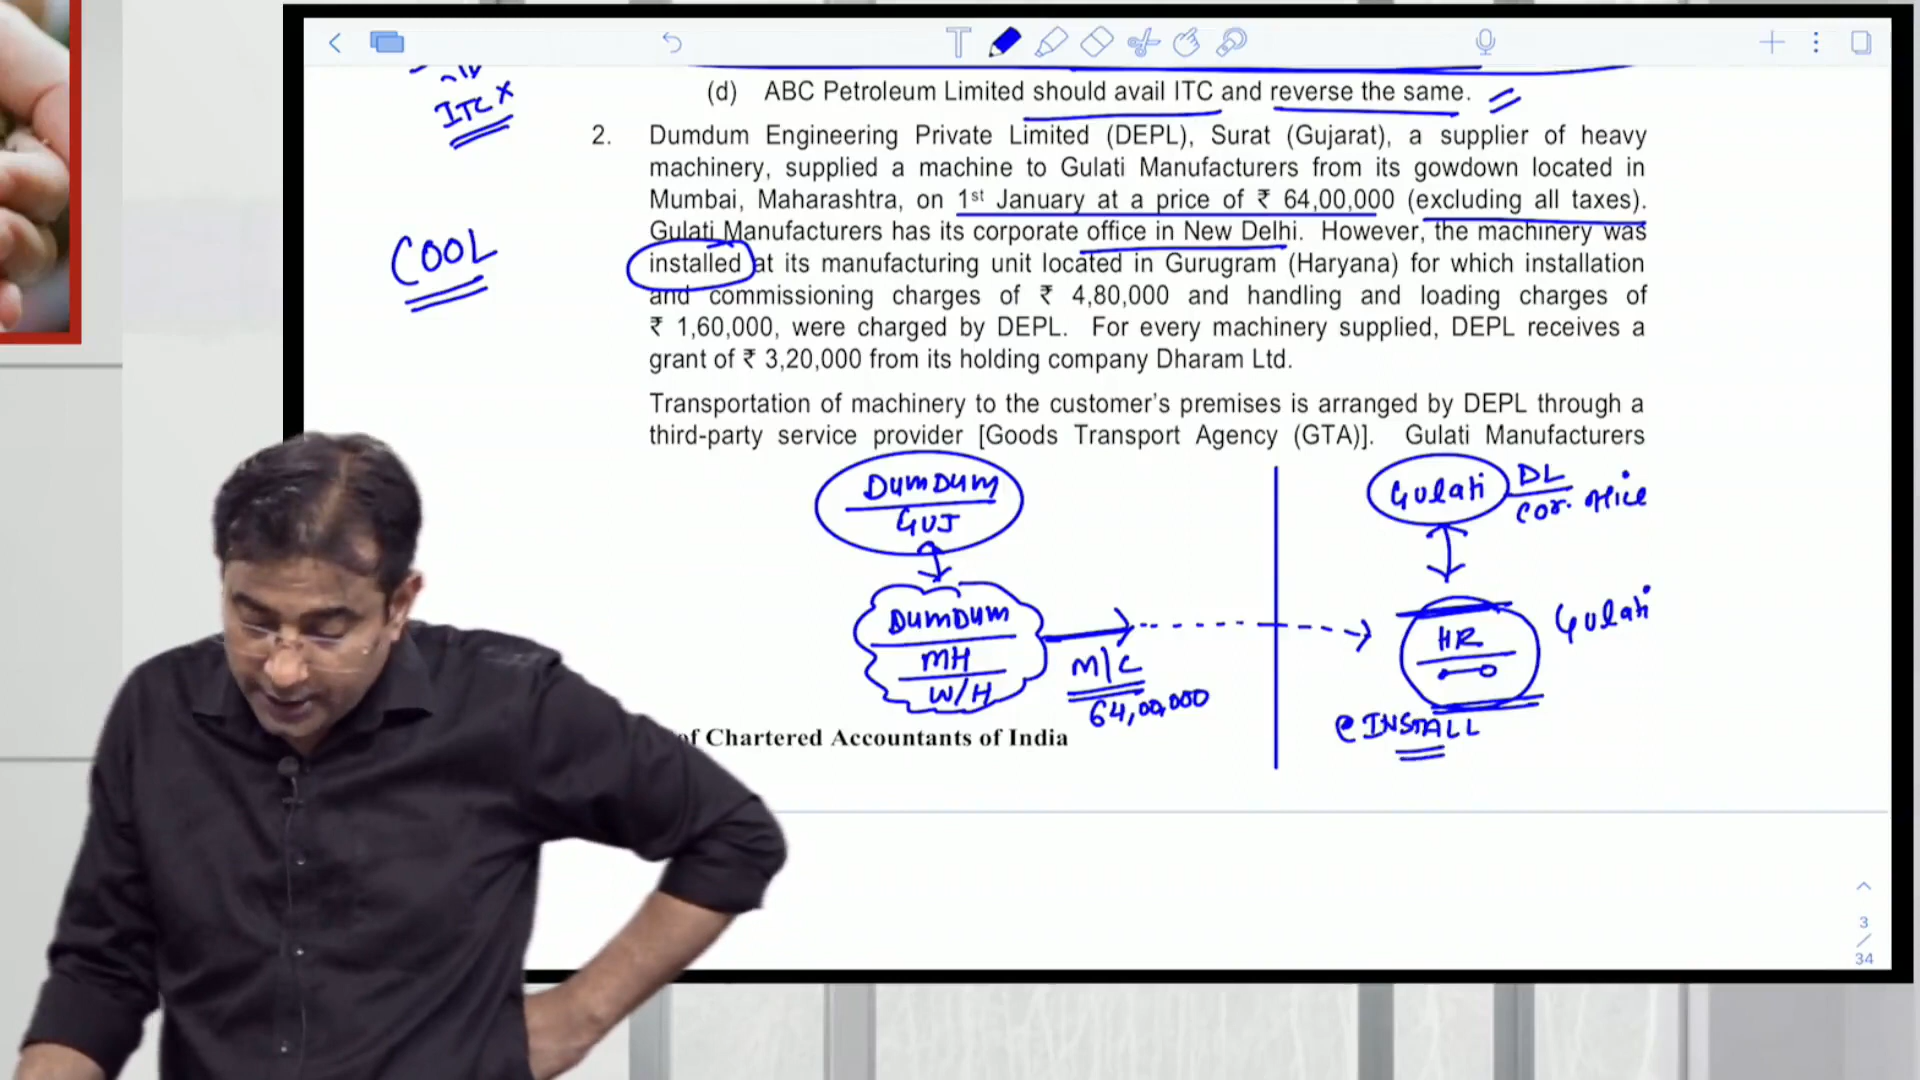 ITC X
(d) ABC Petroleum Limited should avail ITC and reverse the same.
2. Dumdum Engineering Private Limited (DEPL), Surat (Gujarat), a supplier of heavy
machinery, supplied a machine to Gulati Manufacturers from its gowdown located in
Mumbai, Maharashtra, on 1st January at a price of ₹ 64,00,000 (excluding all taxes).
Gulati Manufacturers has its corporate office in New Delhi. However, the machinery was
installed at its manufacturing unit located in Gurugram (Haryana) for which installation
and commissioning charges of ₹ 4,80,000 and handling and loading charges of
₹ 1,60,000, were charged by DEPL. For every machinery supplied, DEPL receives a
grant of ₹ 3,20,000 from its holding company Dharam Ltd.
COOL
Transportation of machinery to the customer's premises is arranged by DEPL through a
third-party service provider [Goods Transport Agency (GTA)]. Gulati Manufacturers
DUMDUM
GUJ
Gulati DL
Cor. office
DUMDUM
MH
W/H
M/C
64,00,000
HR
Gulati
@ INSTALL
of Chartered Accountants of India
3
/
34